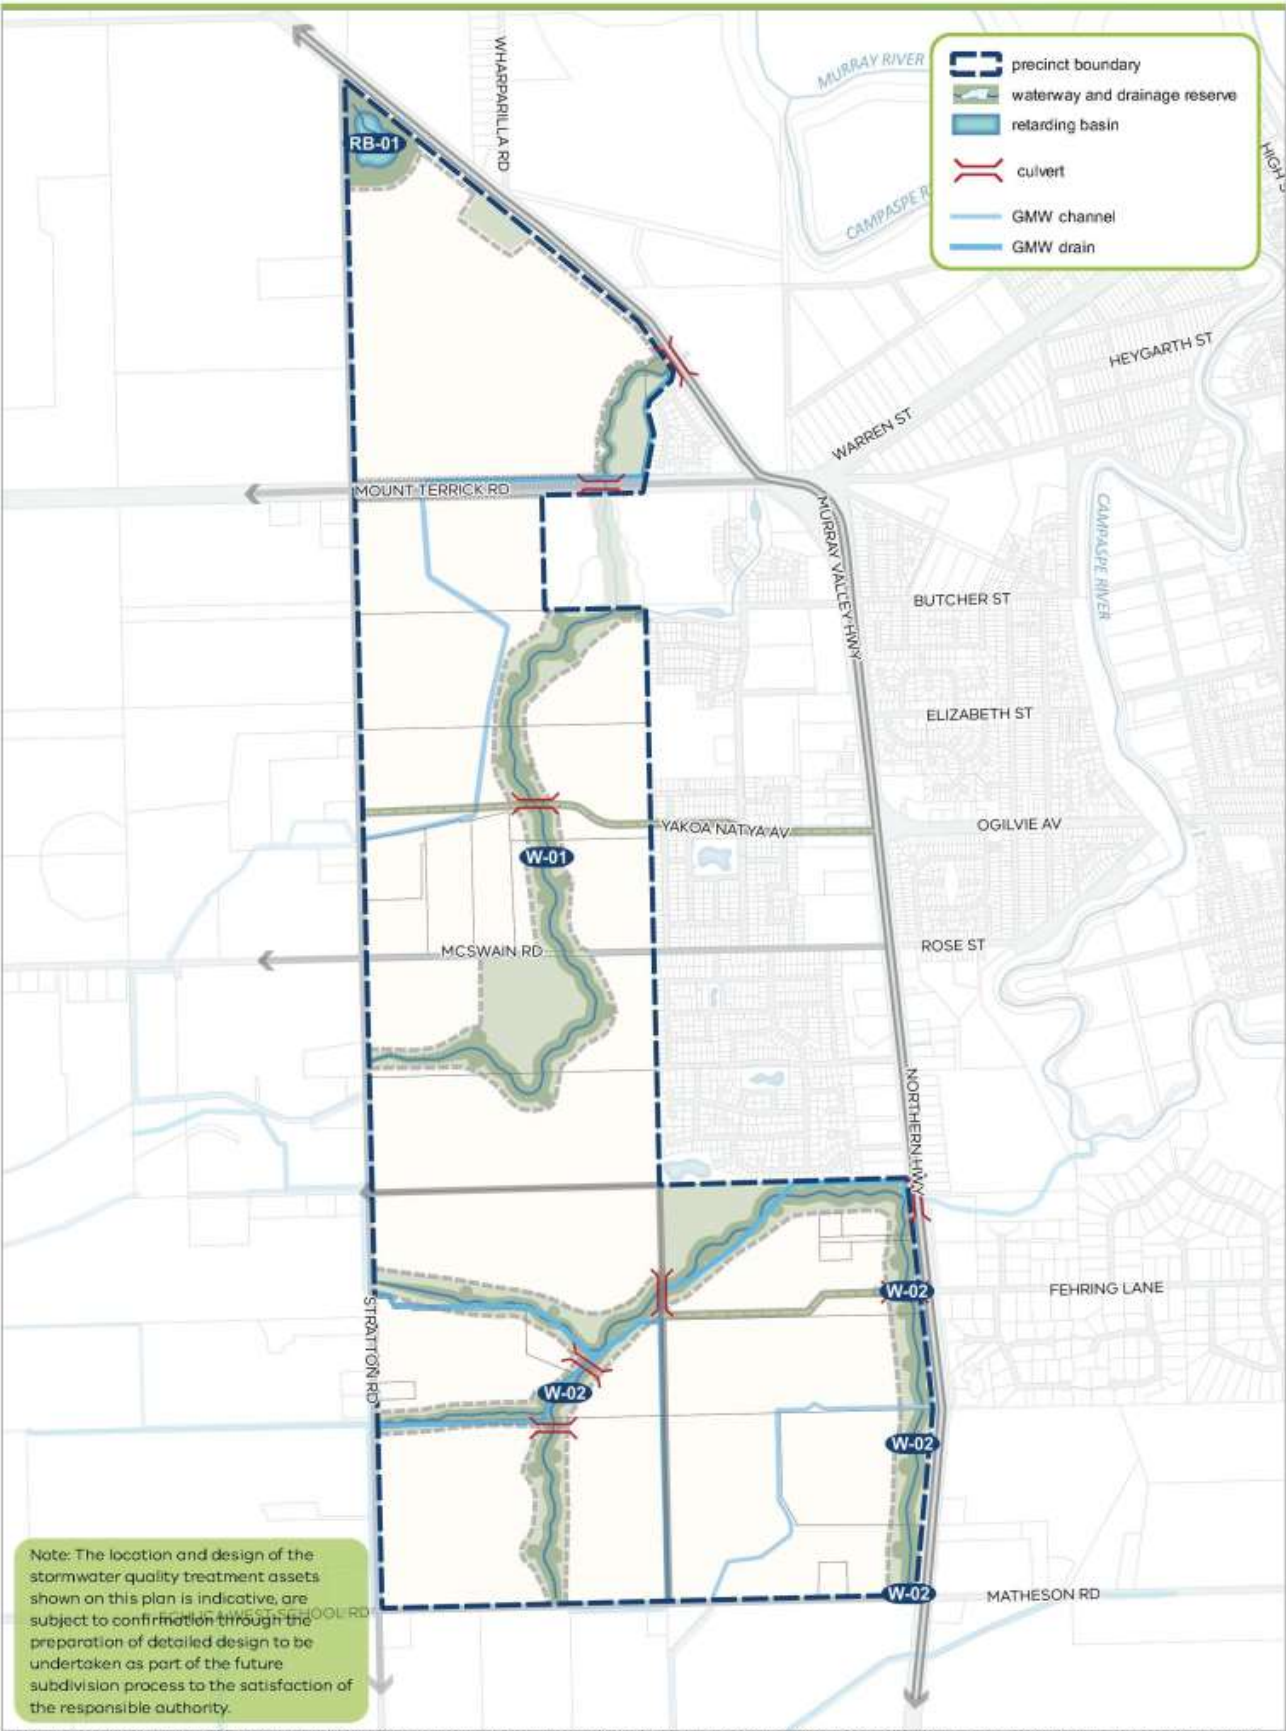 WHARPARILLA RD
MURRAY RIVER
precinct boundary
waterway and drainage reserve
retarding basin
culvert
GMW channel
GMW drain
RB-01
HIGH S
CAMPASPE R
HEYGARTH ST
WARREN ST
MOUNT TERRICK RD
MURRAY VALLEY HWY
CAMPASPE RIVER
BUTCHER ST
ELIZABETH ST
YAKOA NATYA AV
OGILVIE AV
W-01
MCSWAIN RD
ROSE ST
NORTHERN HWY
W-02
FEHRING LANE
STRATTON RD
W-02
W-02
W-02
MATHESON RD
Note: The location and design of the
stormwater quality treatment assets
shown on this plan is indicative, are
subject to confirmation through the
preparation of detailed design to be
undertaken as part of the future
subdivision process to the satisfaction of
the responsible authority.
WEST SCHOOL RD